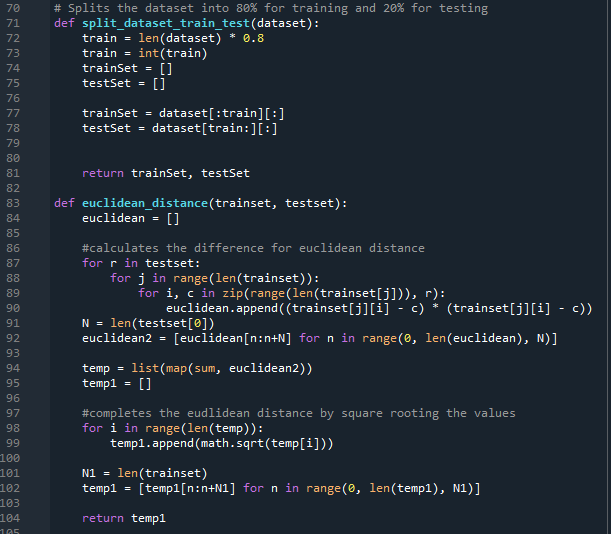 70 # Splits the dataset into 80% for training and 20% for testing
71 def split_dataset_train_test(dataset):
72     train = len(dataset) * 0.8
73     train = int(train)
74     trainSet = []
75     testSet = []
76
77     trainSet = dataset[:train][:]
78     testSet = dataset[train:][:]
79
80
81     return trainSet, testSet
82
83 def euclidean_distance(trainset, testset):
84     euclidean = []
85
86     #calculates the difference for euclidean distance
87     for r in testset:
88         for j in range(len(trainset)):
89             for i, c in zip(range(len(trainset[j])), r):
90                 euclidean.append((trainset[j][i] - c) * (trainset[j][i] - c))
91     N = len(testset[0])
92     euclidean2 = [euclidean[n:n+N] for n in range(0, len(euclidean), N)]
93
94     temp = list(map(sum, euclidean2))
95     temp1 = []
96
97     #completes the eudlidean distance by square rooting the values
98     for i in range(len(temp)):
99         temp1.append(math.sqrt(temp[i]))
100
101     N1 = len(trainset)
102     temp1 = [temp1[n:n+N1] for n in range(0, len(temp1), N1)]
103
104     return temp1
105